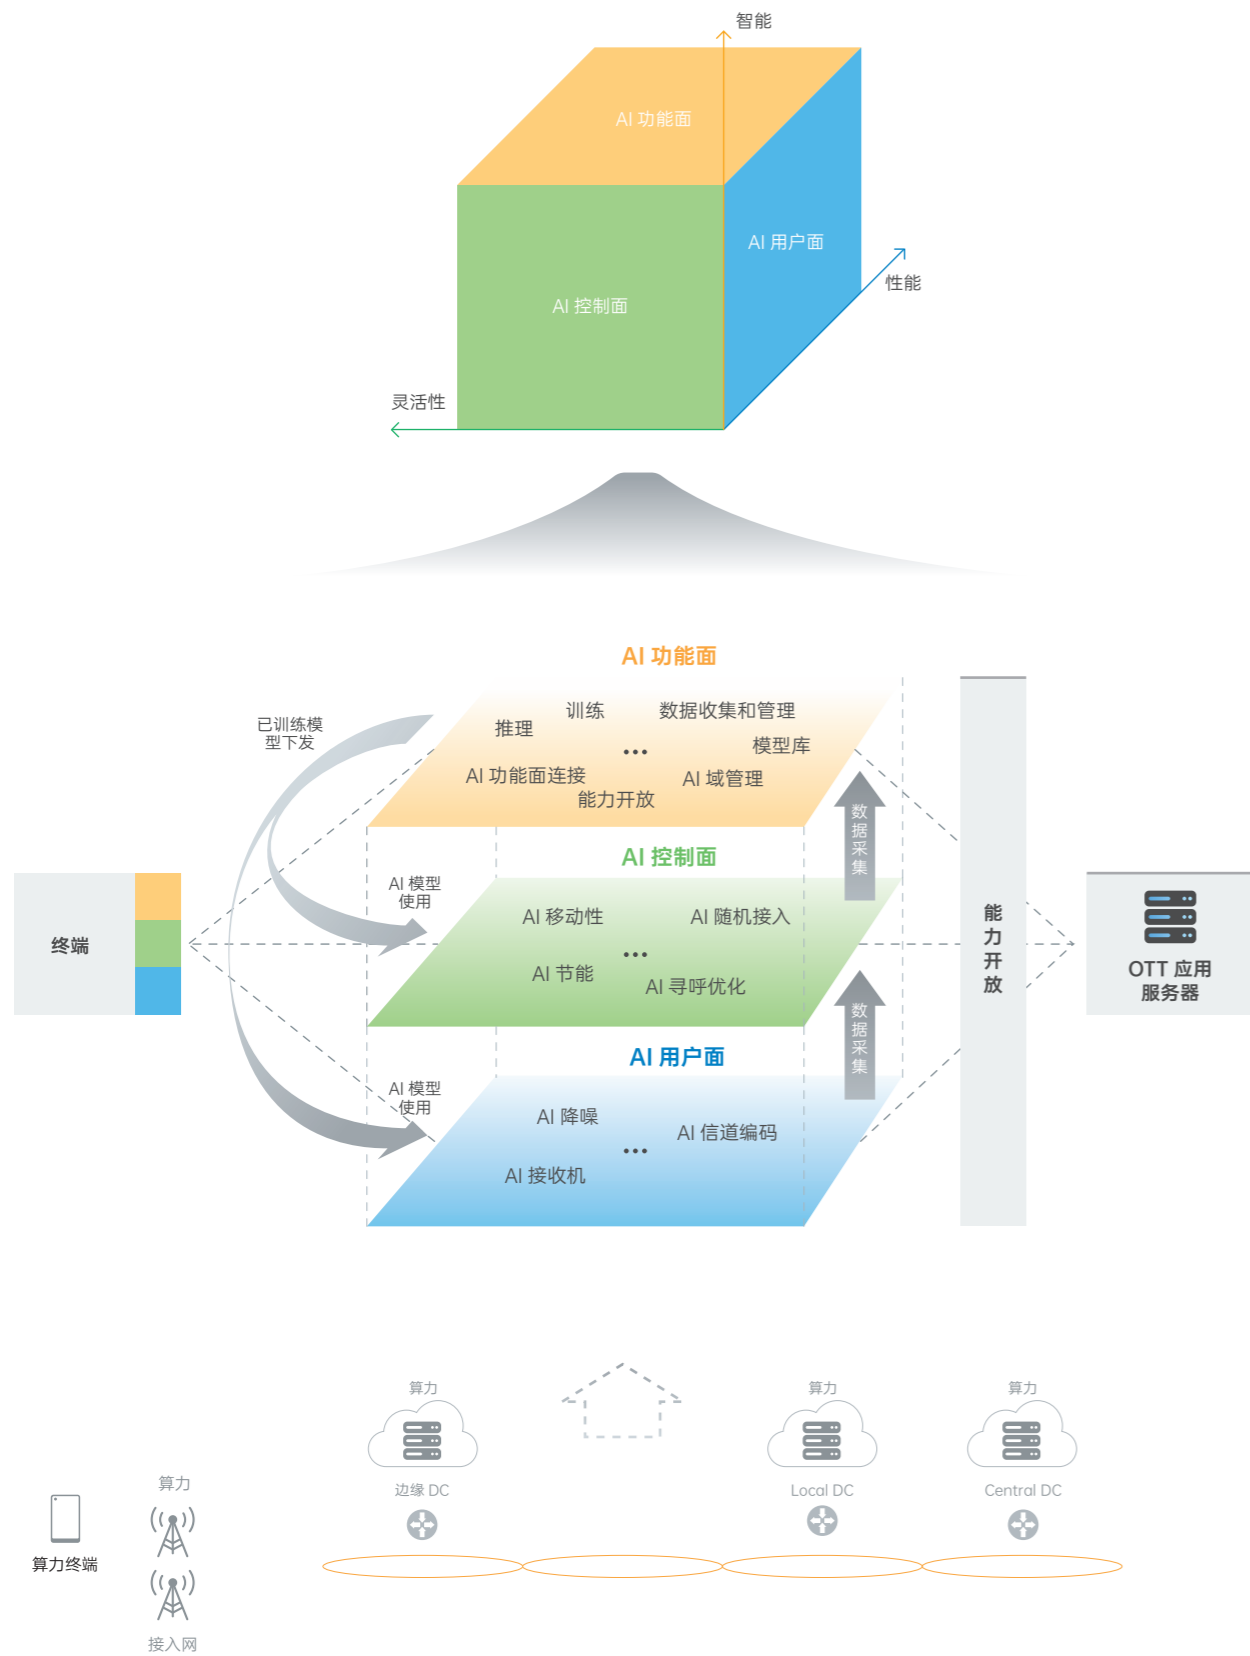 智能
AI 功能面
AI 用户面
性能
AI 控制面
灵活性
AI 功能面
已训练模
型下发
推理
训练
数据收集和管理
模型库
AI 功能面连接
AI 域管理
能力开放
数据采集
AI 控制面
AI 模型
使用
AI 移动性
AI 随机接入
AI 节能
AI 寻呼优化
终端
能力开放
OTT 应用
服务器
数据采集
AI 用户面
AI 模型
使用
AI 降噪
AI 信道编码
AI 接收机
算力
算力
算力
边缘 DC
Local DC
Central DC
算力
算力终端
接入网